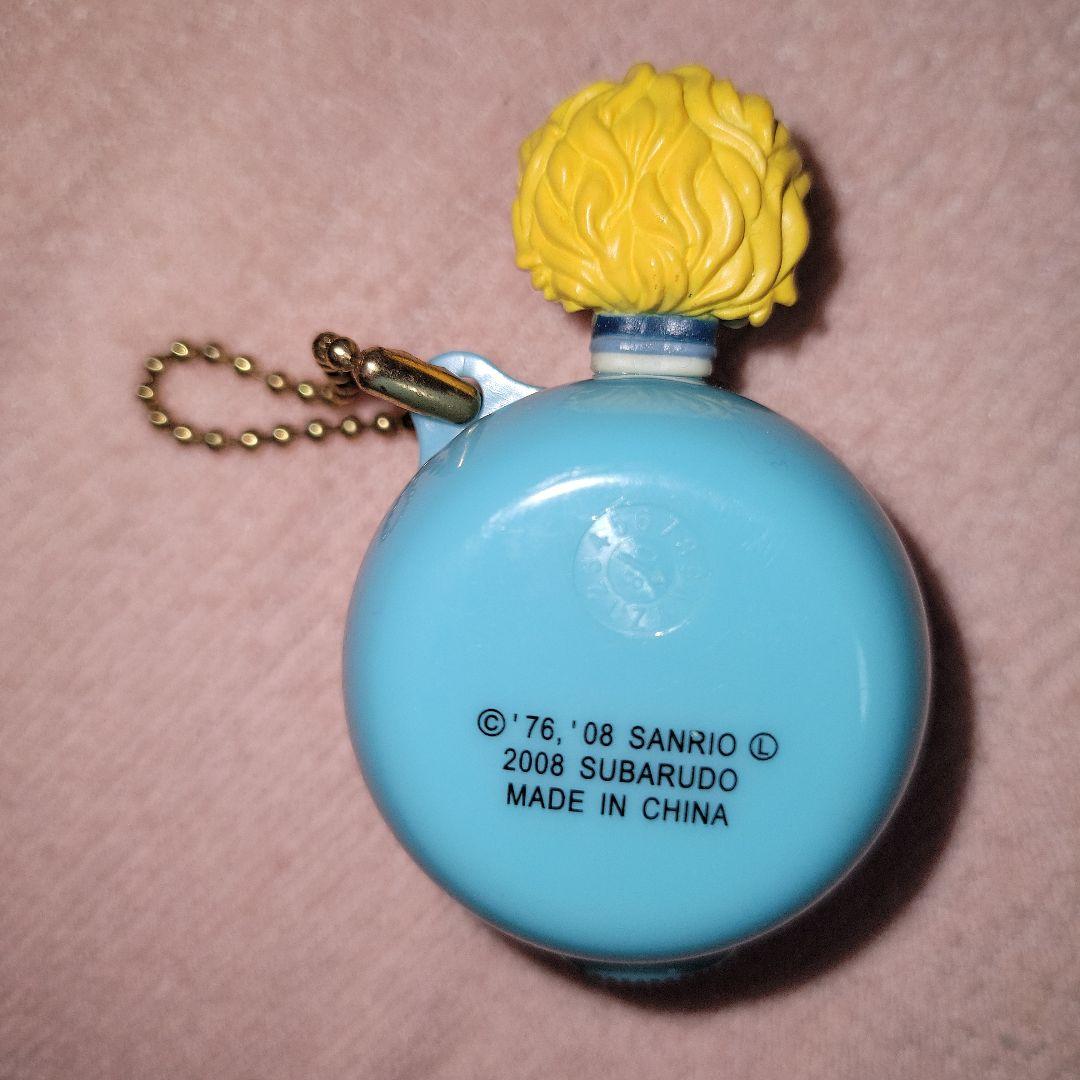 ©'76, '08 SANRIO Ⓛ
2008 SUBARUDO
MADE IN CHINA